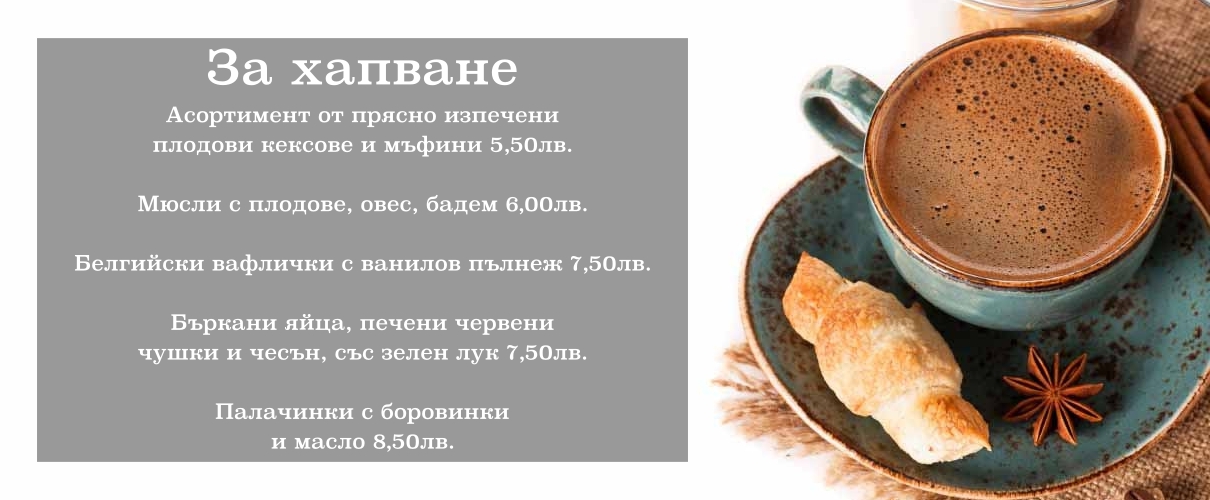 За хапване
Асортимент от прясно изпечени
плодови кексове и мъфини 5,50лв.
Мюсли с плодове, овес, бадем 6,00лв.
Белгийски вафлички с ванилов пълнеж 7,50лв.
Бъркани яйца, печени червени
чушки и чесън, със зелен лук 7,50лв.
Палачинки с боровинки
и масло 8,50лв.